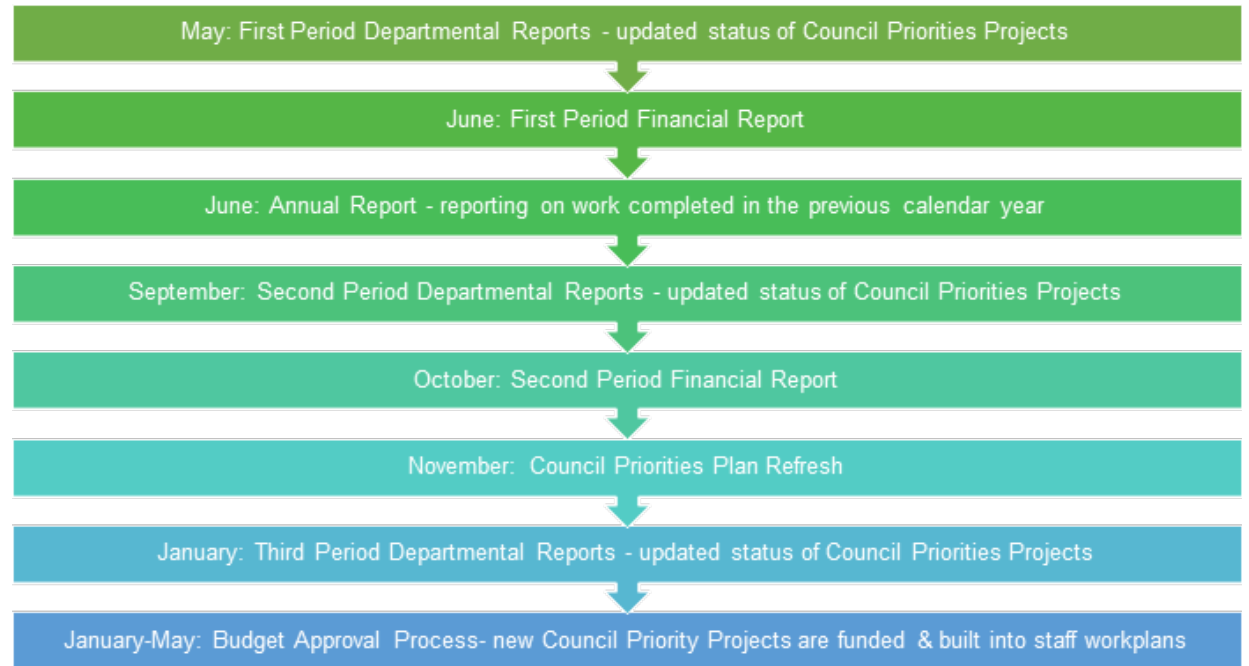 May: First Period Departmental Reports - updated status of Council Priorities Projects
June: First Period Financial Report
June: Annual Report - reporting on work completed in the previous calendar year
September: Second Period Departmental Reports - updated status of Council Priorities Projects
October: Second Period Financial Report
November: Council Priorities Plan Refresh
January: Third Period Departmental Reports - updated status of Council Priorities Projects
January-May: Budget Approval Process- new Council Priority Projects are funded & built into staff workplans